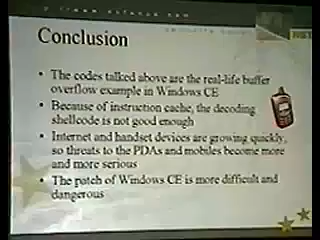 Conclusion
• The codes talked above are the real-life buffer
overflow example in Windows CE
• Because of instruction cache, the decoding
shellcode is not good enough
• Internet and handset devices are growing quickly,
so threats to the PDAs and mobiles become more
and more serious
• The patch of Windows CE is more difficult and
dangerous